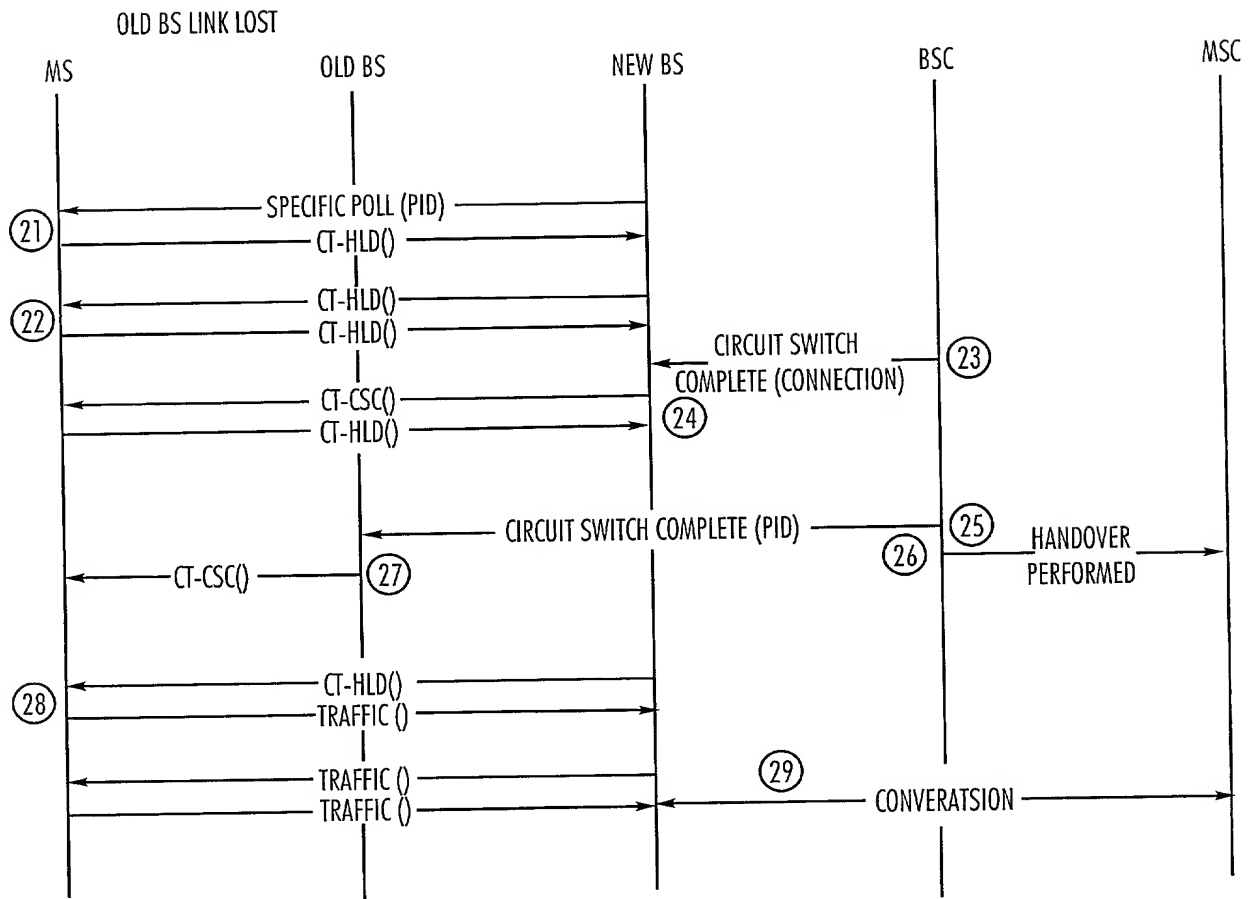 OLD BS LINK LOST
MS
OLD BS
NEW BS
BSC
MSC
SPECIFIC POLL (PID)
21
CT-HLD()
CT-HLD()
22
CT-HLD()
CIRCUIT SWITCH
COMPLETE (CONNECTION)
23
CT-CSC()
24
CT-HLD()
CIRCUIT SWITCH COMPLETE (PID)
25
26
HANDOVER
PERFORMED
CT-CSC()
27
CT-HLD()
28
TRAFFIC ()
TRAFFIC ()
29
TRAFFIC ()
CONVERATSION